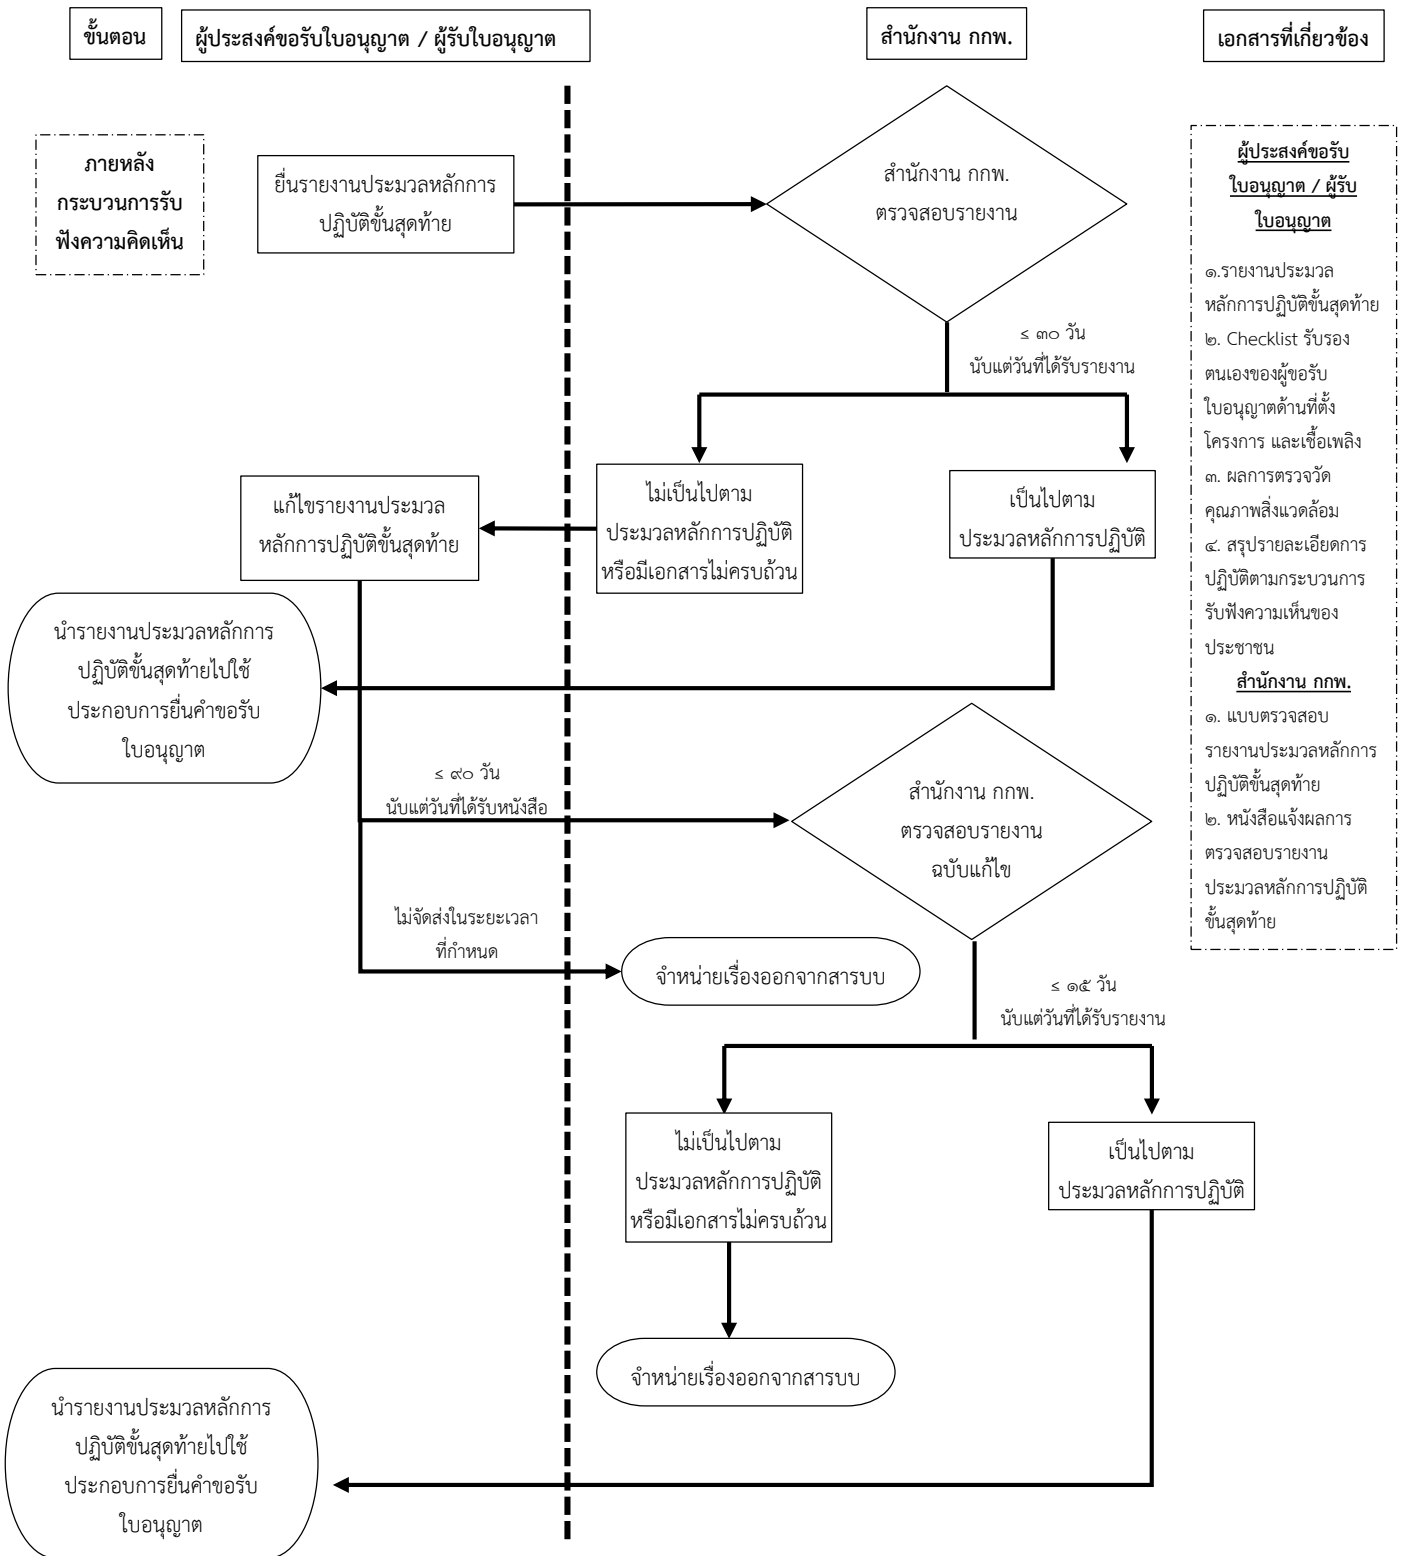 ขั้นตอน
ผู้ประสงค์ขอรับใบอนุญาต / ผู้รับใบอนุญาต
สำนักงาน กกพ.
เอกสารที่เกี่ยวข้อง
ภายหลัง
กระบวนการรับ
ฟังความคิดเห็น
ยื่นรายงานประมวลหลักการ
ปฏิบัติขั้นสุดท้าย
สำนักงาน กกพ.
ตรวจสอบรายงาน
≤ ๓๐ วัน
นับแต่วันที่ได้รับรายงาน
ไม่เป็นไปตาม
ประมวลหลักการปฏิบัติ
หรือมีเอกสารไม่ครบถ้วน
เป็นไปตาม
ประมวลหลักการปฏิบัติ
แก้ไขรายงานประมวล
หลักการปฏิบัติขั้นสุดท้าย
นำรายงานประมวลหลักการ
ปฏิบัติขั้นสุดท้ายไปใช้
ประกอบการยื่นคำขอรับ
ใบอนุญาต
≤ ๙๐ วัน
นับแต่วันที่ได้รับหนังสือ
สำนักงาน กกพ.
ตรวจสอบรายงาน
ฉบับแก้ไข
ไม่จัดส่งในระยะเวลา
ที่กำหนด
จำหน่ายเรื่องออกจากสารบบ
≤ ๑๕ วัน
นับแต่วันที่ได้รับรายงาน
ไม่เป็นไปตาม
ประมวลหลักการปฏิบัติ
หรือมีเอกสารไม่ครบถ้วน
เป็นไปตาม
ประมวลหลักการปฏิบัติ
จำหน่ายเรื่องออกจากสารบบ
นำรายงานประมวลหลักการ
ปฏิบัติขั้นสุดท้ายไปใช้
ประกอบการยื่นคำขอรับ
ใบอนุญาต
ผู้ประสงค์ขอรับ
ใบอนุญาต / ผู้รับ
ใบอนุญาต
๑.รายงานประมวล
หลักการปฏิบัติขั้นสุดท้าย
๒. Checklist รับรอง
ตนเองของผู้ขอรับ
ใบอนุญาตด้านที่ตั้ง
โครงการ และเชื้อเพลิง
๓. ผลการตรวจวัด
คุณภาพสิ่งแวดล้อม
๔. สรุปรายละเอียดการ
ปฏิบัติตามกระบวนการ
รับฟังความเห็นของ
ประชาชน
สำนักงาน กกพ.
๑. แบบตรวจสอบ
รายงานประมวลหลักการ
ปฏิบัติขั้นสุดท้าย
๒. หนังสือแจ้งผลการ
ตรวจสอบรายงาน
ประมวลหลักการปฏิบัติ
ขั้นสุดท้าย